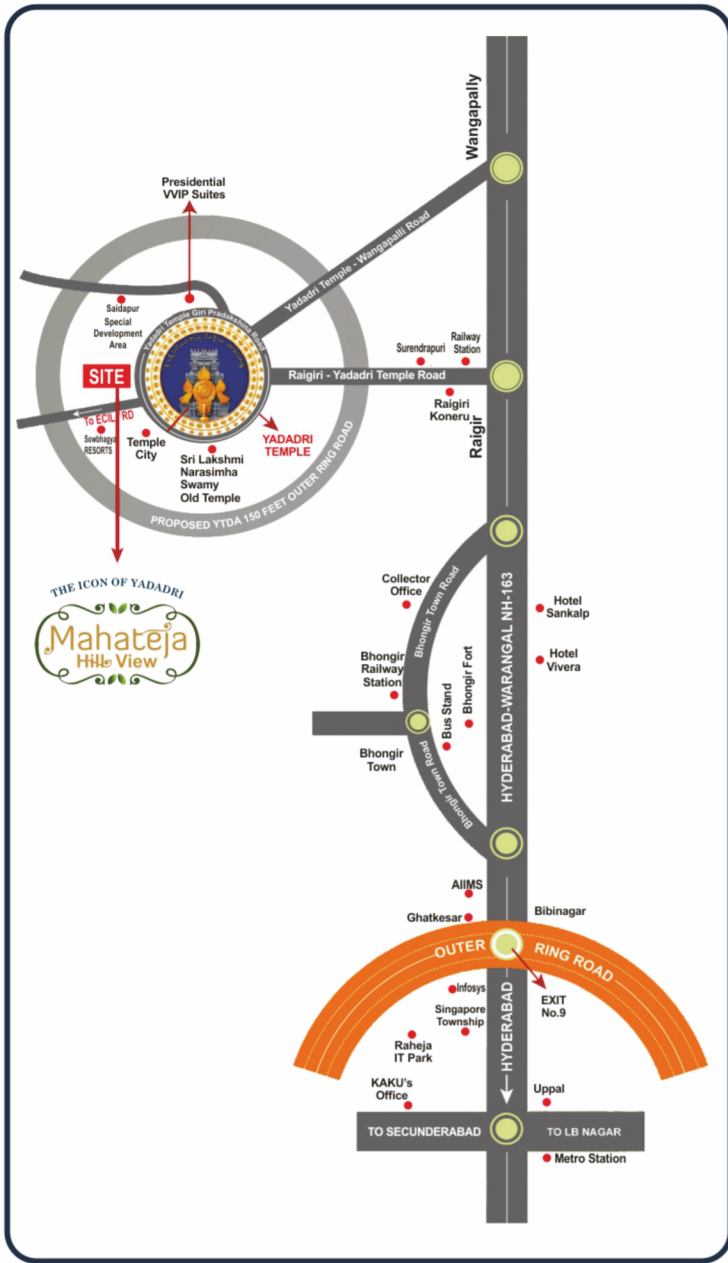 Wangapally
Presidential
VVIP Suites
Yadadri Temple - Wangapalli Road
Saidapur
Special
Development
Area
Yadadri Temple Giri Pradakshina Road
Surendrapuri
Railway
Station
SITE
Raigiri - Yadadri Temple Road
Raigiri
Koneru
Raigir
To ECIL / RD
Sowbhagya
RESORTS
Temple
City
YADADRI
TEMPLE
Sri Lakshmi
Narasimha
Swamy
Old Temple
PROPOSED YTDA 150 FEET OUTER RING ROAD
THE ICON OF YADADRI
Mahateja
Hill View
Collector
Office
Bhongir Town Road
HYDERABAD-WARANGAL NH-163
Hotel
Sankalp
Hotel
Vivera
Bhongir
Railway
Station
Bus Stand
Bhongir Fort
Bhongir
Town
Bhongir Town Road
AIIMS
Ghatkesar
Bibinagar
OUTER RING ROAD
EXIT
No.9
Infosys
Singapore
Township
HYDERABAD
Raheja
IT Park
KAKU's
Office
Uppal
TO SECUNDERABAD
TO LB NAGAR
Metro Station